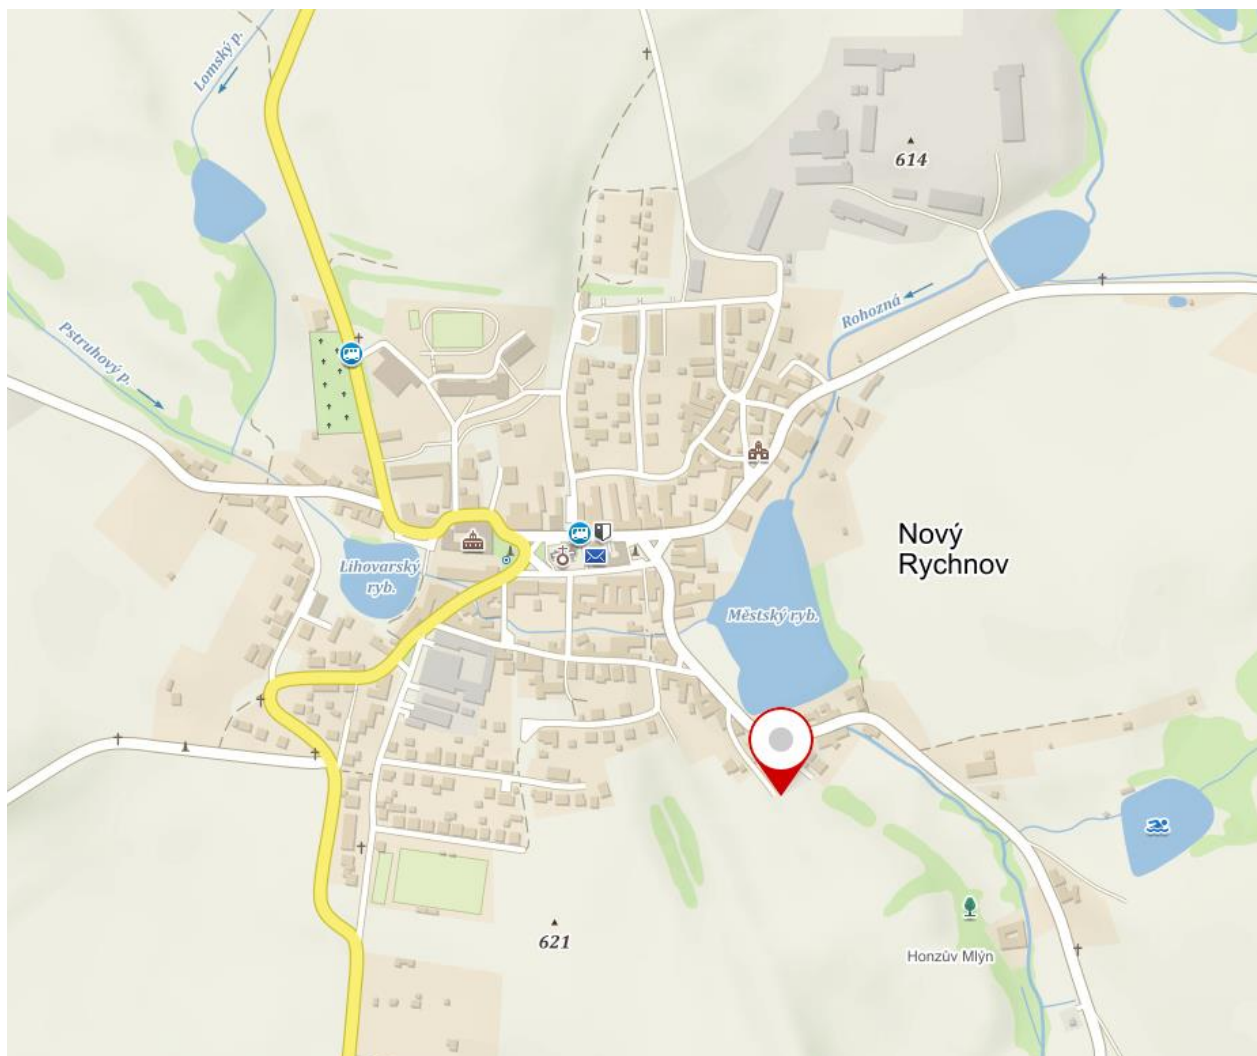 Lomský p.
614
Rohozná
Pstruhový p.
Nový
Rychnov
Lihovarský
ryb.
Městský ryb.
621
Honzův Mlýn